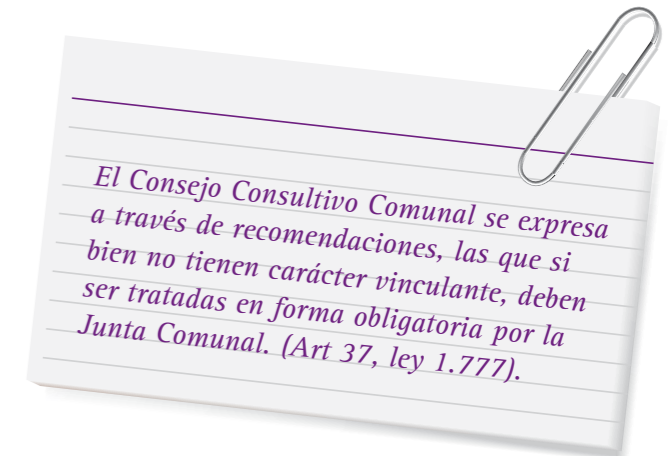 El Consejo Consultivo Comunal se expresa
a través de recomendaciones, las que si
bien no tienen carácter vinculante, deben
ser tratadas en forma obligatoria por la
Junta Comunal. (Art 37, ley 1.777).